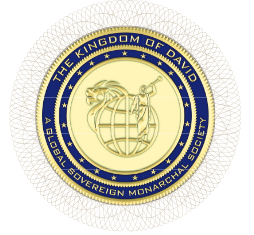 THE KINGDOM OF DAVID
A GLOBAL SOVEREIGN MONARCHAL SOCIETY